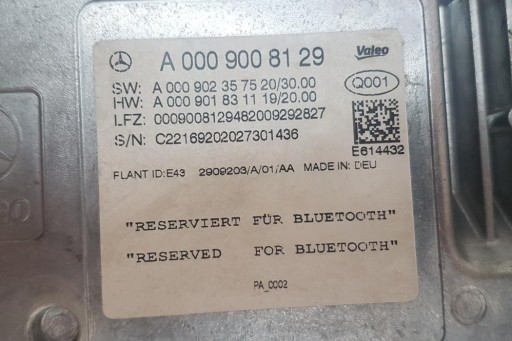 A 000 900 81 29 Valeo
SW: A 000 902 35 75 20/30.00
HW: A 000 901 83 11 19/20.00 Q001
LFZ: 0009008129482009292827
S/N: C22169202027301436
E614432
PLANT ID:E43 2909203/A/01/AA MADE IN: DEU
"RESERVIERT FÜR BLUETOOTH"
"RESERVED FOR BLUETOOTH"
PA_0002